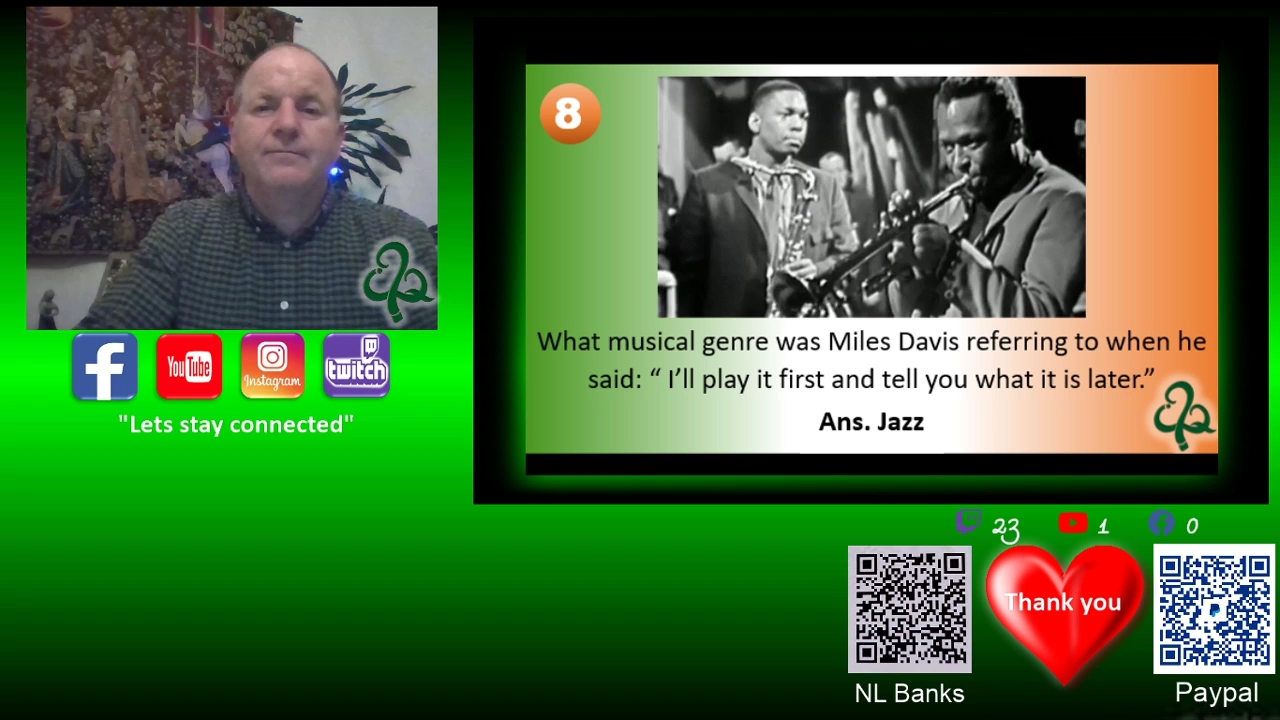 8
What musical genre was Miles Davis referring to when he
said: “ I’ll play it first and tell you what it is later.”
Ans. Jazz
f
YouTube
Instagram
twitch
"Lets stay connected"
23
1
0
Thank you
NL Banks
Paypal